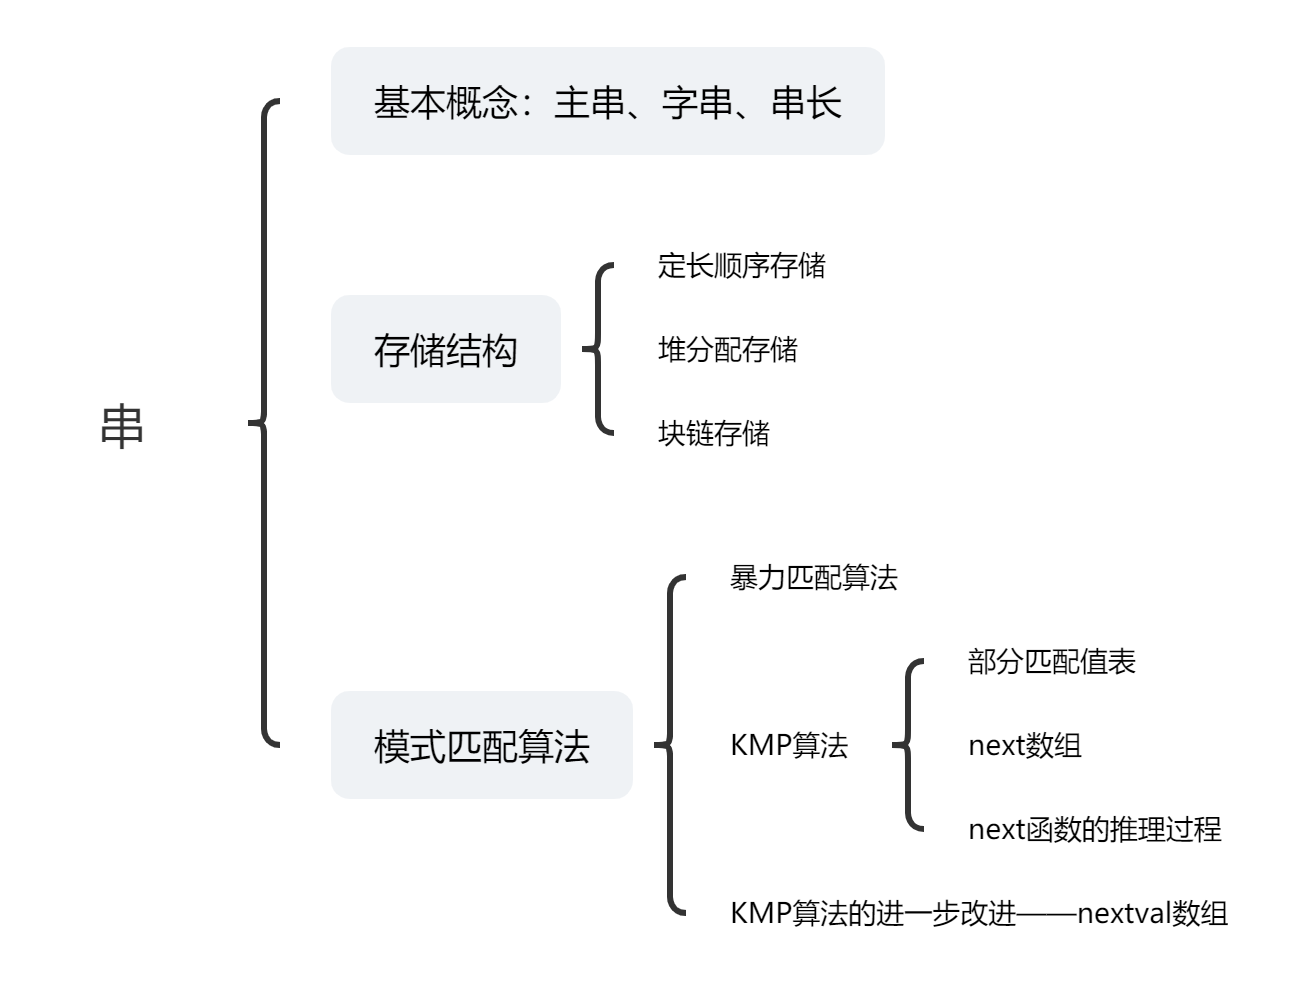 串
基本概念：主串、字串、串长
存储结构
定长顺序存储
堆分配存储
块链存储
模式匹配算法
暴力匹配算法
KMP算法
部分匹配值表
next数组
next函数的推理过程
KMP算法的进一步改进——nextval数组